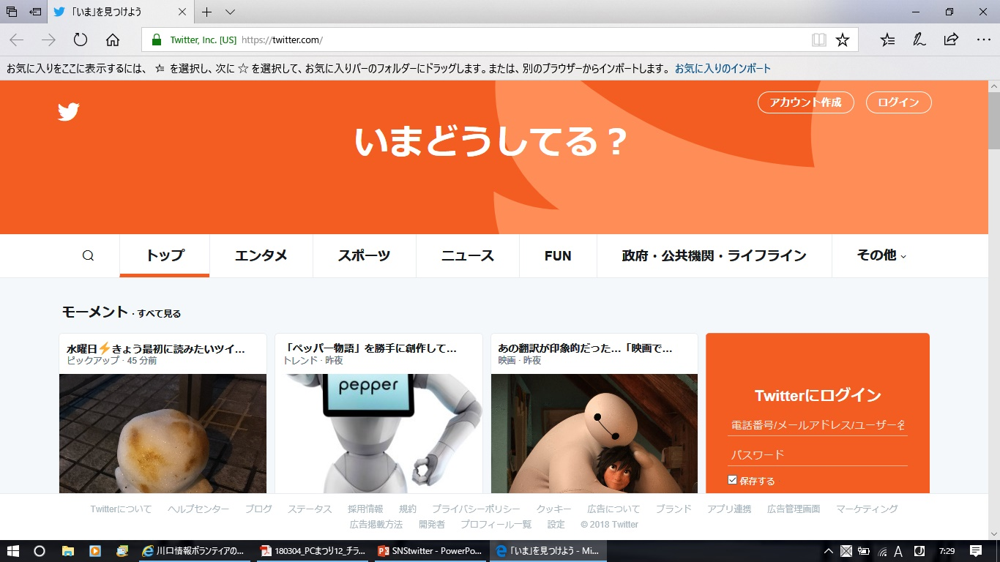 「いま」を見つけよう
Twitter, Inc. [US] https://twitter.com/
お気に入りをここに表示するには、 を選択し、次に ☆ を選択して、お気に入りバーのフォルダーにドラッグします。または、別のブラウザーからインポートします。 お気に入りのインポート
アカウント作成 ログイン
いまどうしてる？
トップ エンタメ スポーツ ニュース FUN 政府・公共機関・ライフライン その他
モーメント · すべて見る
水曜日⚡きょう最初に読みたいツイ…
ピックアップ · 45 分前
「ペッパー物語」を勝手に創作して…
トレンド · 昨夜
pepper
あの翻訳が印象的だった…「映画で…
映画 · 昨夜
Twitterにログイン
電話番号/メールアドレス/ユーザー名
パスワード
保存する
Twitterについて ヘルプセンター ブログ ステータス 採用情報 規約 プライバシーポリシー クッキー 広告について ブランド アプリ連携 広告管理画面 マーケティング
広告掲載方法 開発者 プロフィール一覧 設定 © 2018 Twitter
川口情報ボランティアの... 180304_PCまつり12_チラ... SNStwitter - PowerPo... 「いま」を見つけよう - Mi... A 7:29